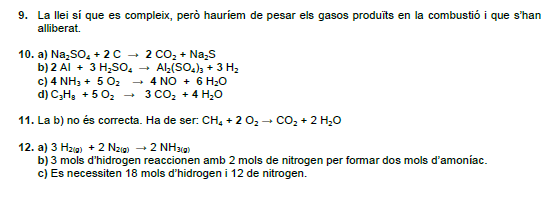 9. La llei sí que es compleix, però hauríem de pesar els gasos produïts en la combustió i que s'han
alliberat.
10. a) Na₂SO₄ + 2 C → 2 CO₂ + Na₂S
b) 2 Al + 3 H₂SO₄ → Al₂(SO₄)₃ + 3 H₂
c) 4 NH₃ + 5 O₂ → 4 NO + 6 H₂O
d) C₃H₈ + 5 O₂ → 3 CO₂ + 4 H₂O
11. La b) no és correcta. Ha de ser: CH₄ + 2 O₂ → CO₂ + 2 H₂O
12. a) 3 H₂₍g₎ + 2 N₂₍g₎ → 2 NH₃₍g₎
b) 3 mols d'hidrogen reaccionen amb 2 mols de nitrogen per formar dos mols d'amoníac.
c) Es necessiten 18 mols d'hidrogen i 12 de nitrogen.